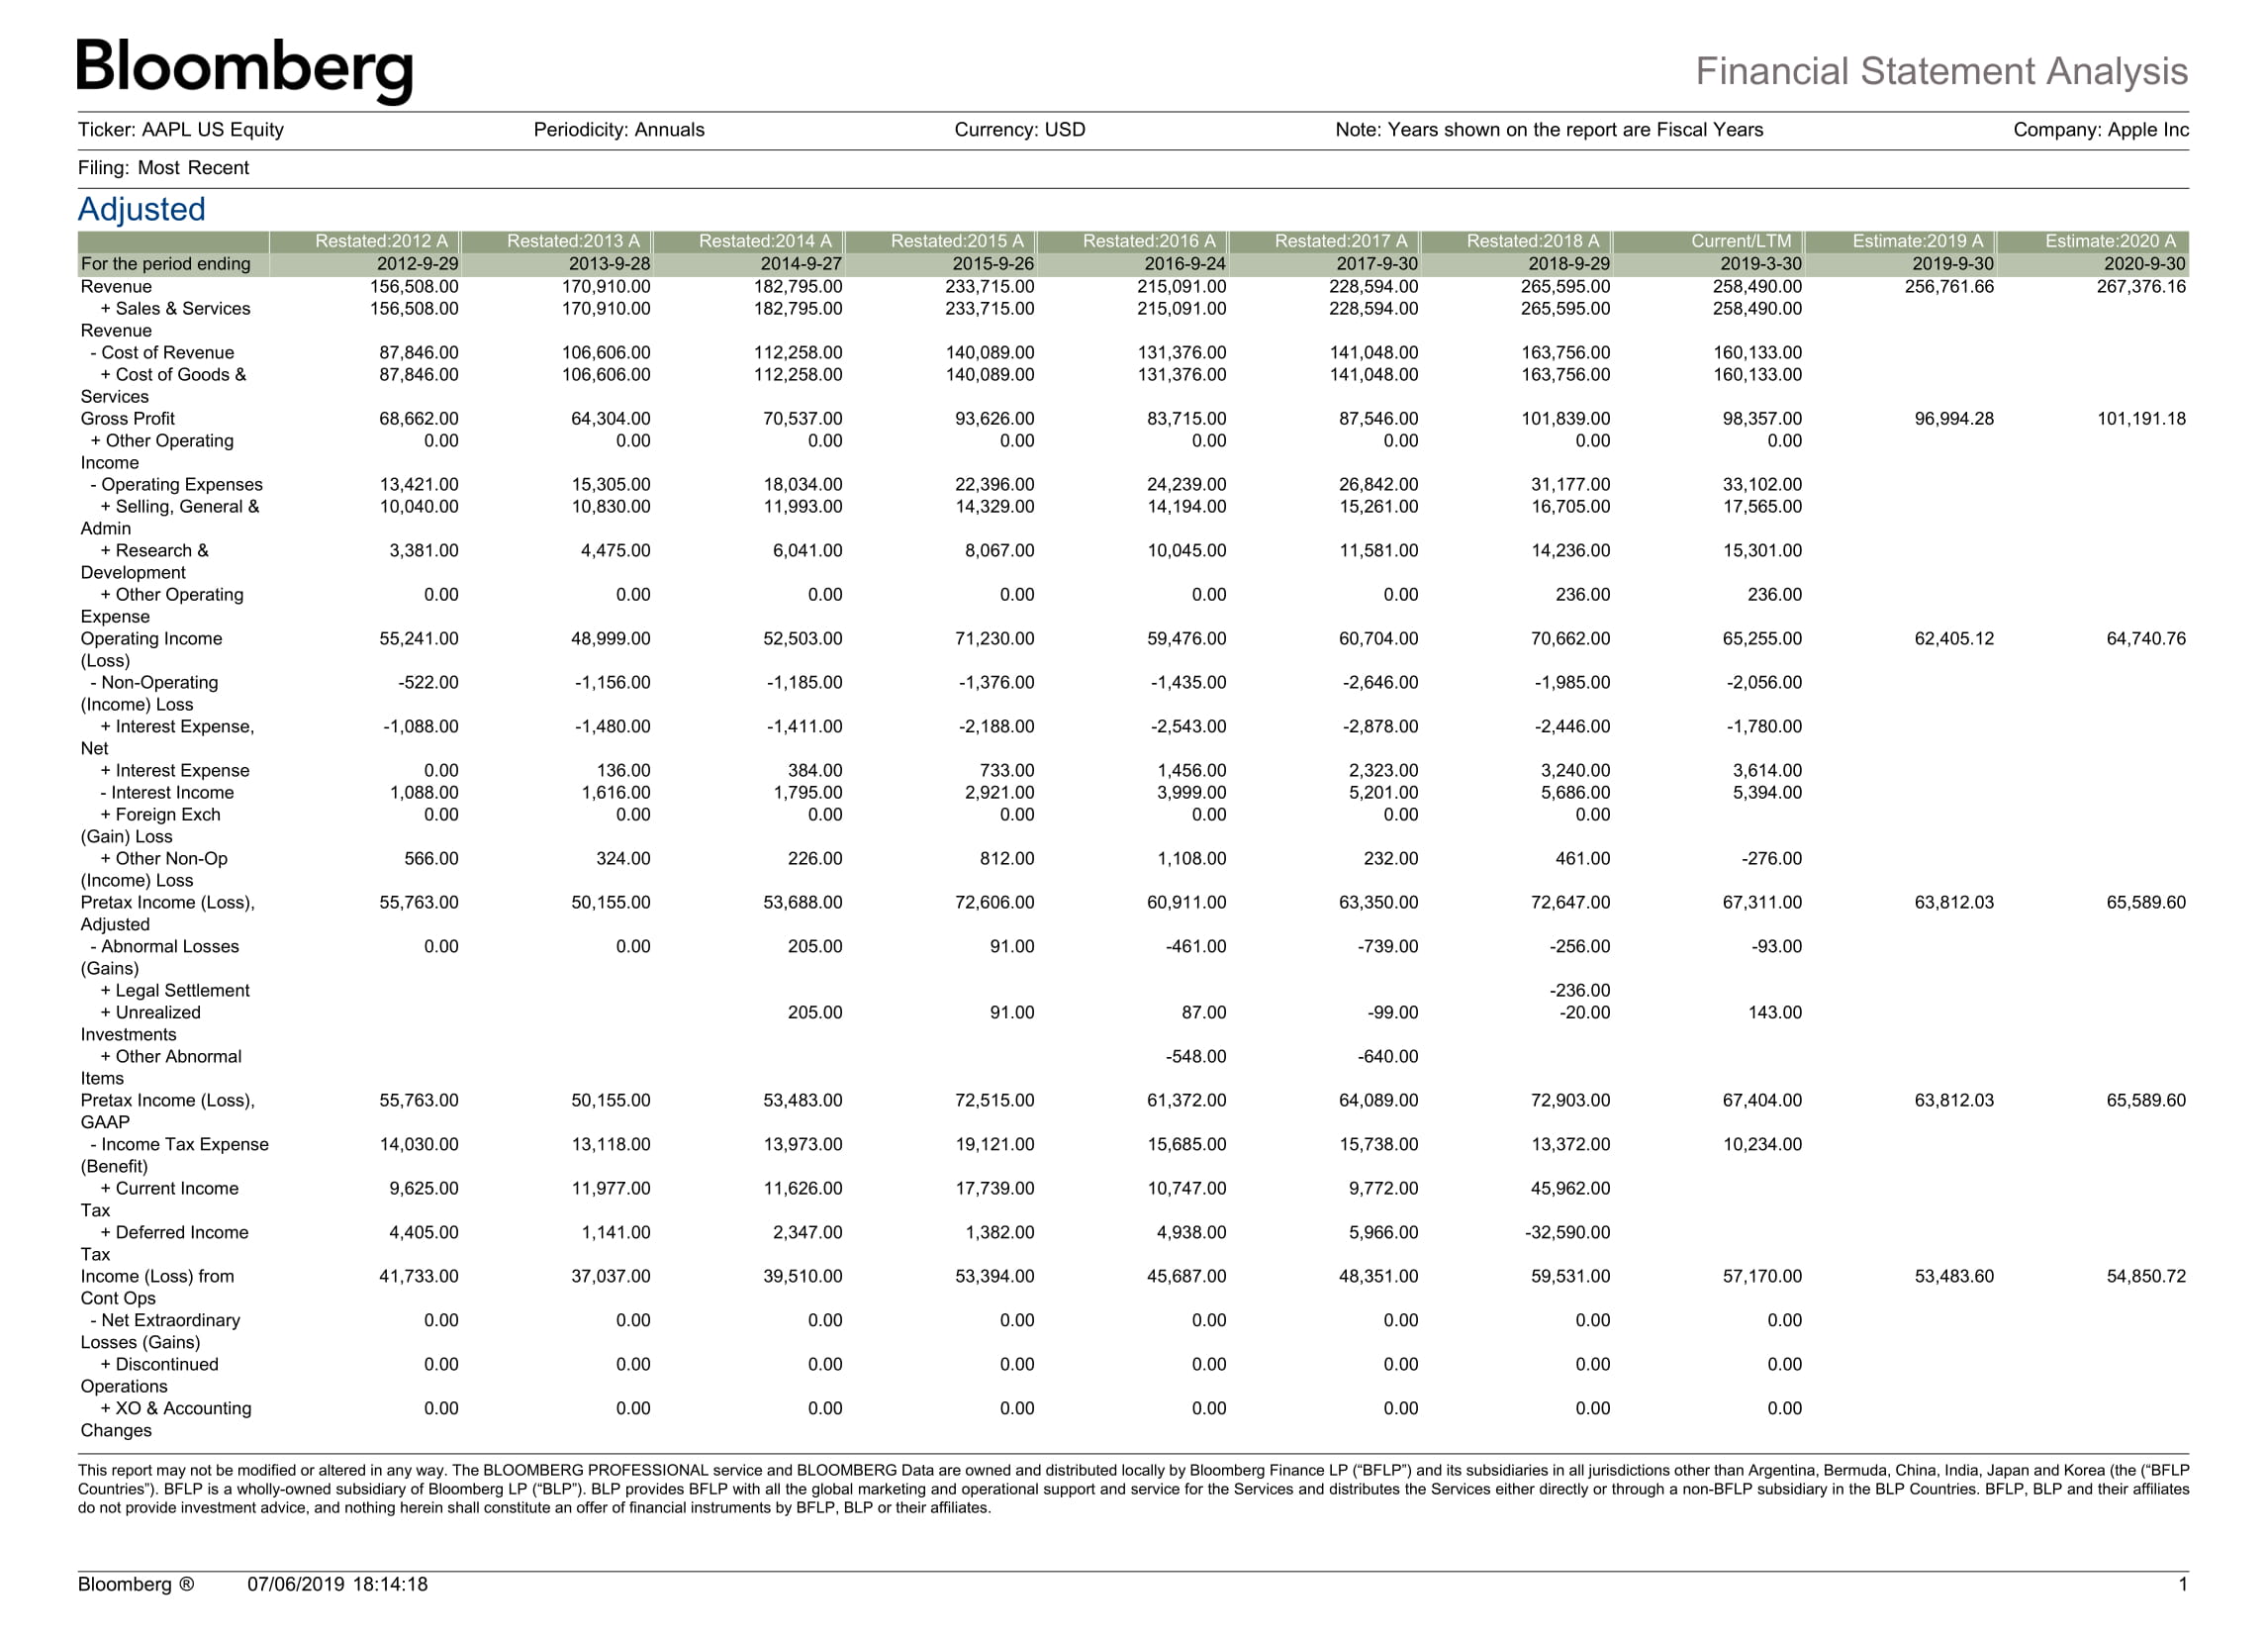 Bloomberg
Financial Statement Analysis
Ticker: AAPL US Equity Periodicity: Annuals Currency: USD Note: Years shown on the report are Fiscal Years Company: Apple Inc
Filing: Most Recent
Adjusted
Restated:2012 A Restated:2013 A Restated:2014 A Restated:2015 A Restated:2016 A Restated:2017 A Restated:2018 A Current/LTM Estimate:2019 A Estimate:2020 A
For the period ending 2012-9-29 2013-9-28 2014-9-27 2015-9-26 2016-9-24 2017-9-30 2018-9-29 2019-3-30 2019-9-30 2020-9-30
Revenue 156,508.00 170,910.00 182,795.00 233,715.00 215,091.00 228,594.00 265,595.00 258,490.00 256,761.66 267,376.16
+ Sales & Services 156,508.00 170,910.00 182,795.00 233,715.00 215,091.00 228,594.00 265,595.00 258,490.00
Revenue
- Cost of Revenue 87,846.00 106,606.00 112,258.00 140,089.00 131,376.00 141,048.00 163,756.00 160,133.00
+ Cost of Goods & 87,846.00 106,606.00 112,258.00 140,089.00 131,376.00 141,048.00 163,756.00 160,133.00
Services
Gross Profit 68,662.00 64,304.00 70,537.00 93,626.00 83,715.00 87,546.00 101,839.00 98,357.00 96,994.28 101,191.18
+ Other Operating 0.00 0.00 0.00 0.00 0.00 0.00 0.00 0.00
Income
- Operating Expenses 13,421.00 15,305.00 18,034.00 22,396.00 24,239.00 26,842.00 31,177.00 33,102.00
+ Selling, General & 10,040.00 10,830.00 11,993.00 14,329.00 14,194.00 15,261.00 16,705.00 17,565.00
Admin
+ Research & 3,381.00 4,475.00 6,041.00 8,067.00 10,045.00 11,581.00 14,236.00 15,301.00
Development
+ Other Operating 0.00 0.00 0.00 0.00 0.00 0.00 236.00 236.00
Expense
Operating Income 55,241.00 48,999.00 52,503.00 71,230.00 59,476.00 60,704.00 70,662.00 65,255.00 62,405.12 64,740.76
(Loss)
- Non-Operating -522.00 -1,156.00 -1,185.00 -1,376.00 -1,435.00 -2,646.00 -1,985.00 -2,056.00
(Income) Loss
+ Interest Expense, -1,088.00 -1,480.00 -1,411.00 -2,188.00 -2,543.00 -2,878.00 -2,446.00 -1,780.00
Net
+ Interest Expense 0.00 136.00 384.00 733.00 1,456.00 2,323.00 3,240.00 3,614.00
- Interest Income 1,088.00 1,616.00 1,795.00 2,921.00 3,999.00 5,201.00 5,686.00 5,394.00
+ Foreign Exch 0.00 0.00 0.00 0.00 0.00 0.00 0.00
(Gain) Loss
+ Other Non-Op 566.00 324.00 226.00 812.00 1,108.00 232.00 461.00 -276.00
(Income) Loss
Pretax Income (Loss), 55,763.00 50,155.00 53,688.00 72,606.00 60,911.00 63,350.00 72,647.00 67,311.00 63,812.03 65,589.60
Adjusted
- Abnormal Losses 0.00 0.00 205.00 91.00 -461.00 -739.00 -256.00 -93.00
(Gains)
+ Legal Settlement -236.00
+ Unrealized 205.00 91.00 87.00 -99.00 -20.00 143.00
Investments
+ Other Abnormal -548.00 -640.00
Items
Pretax Income (Loss), 55,763.00 50,155.00 53,483.00 72,515.00 61,372.00 64,089.00 72,903.00 67,404.00 63,812.03 65,589.60
GAAP
- Income Tax Expense 14,030.00 13,118.00 13,973.00 19,121.00 15,685.00 15,738.00 13,372.00 10,234.00
(Benefit)
+ Current Income 9,625.00 11,977.00 11,626.00 17,739.00 10,747.00 9,772.00 45,962.00
Tax
+ Deferred Income 4,405.00 1,141.00 2,347.00 1,382.00 4,938.00 5,966.00 -32,590.00
Tax
Income (Loss) from 41,733.00 37,037.00 39,510.00 53,394.00 45,687.00 48,351.00 59,531.00 57,170.00 53,483.60 54,850.72
Cont Ops
- Net Extraordinary 0.00 0.00 0.00 0.00 0.00 0.00 0.00 0.00
Losses (Gains)
+ Discontinued 0.00 0.00 0.00 0.00 0.00 0.00 0.00 0.00
Operations
+ XO & Accounting 0.00 0.00 0.00 0.00 0.00 0.00 0.00 0.00
Changes
This report may not be modified or altered in any way. The BLOOMBERG PROFESSIONAL service and BLOOMBERG Data are owned and distributed locally by Bloomberg Finance LP (“BFLP”) and its subsidiaries in all jurisdictions other than Argentina, Bermuda, China, India, Japan and Korea (the (“BFLP
Countries”). BFLP is a wholly-owned subsidiary of Bloomberg LP (“BLP”). BLP provides BFLP with all the global marketing and operational support and service for the Services and distributes the Services either directly or through a non-BFLP subsidiary in the BLP Countries. BFLP, BLP and their affiliates
do not provide investment advice, and nothing herein shall constitute an offer of financial instruments by BFLP, BLP or their affiliates.
Bloomberg ® 07/06/2019 18:14:18 1